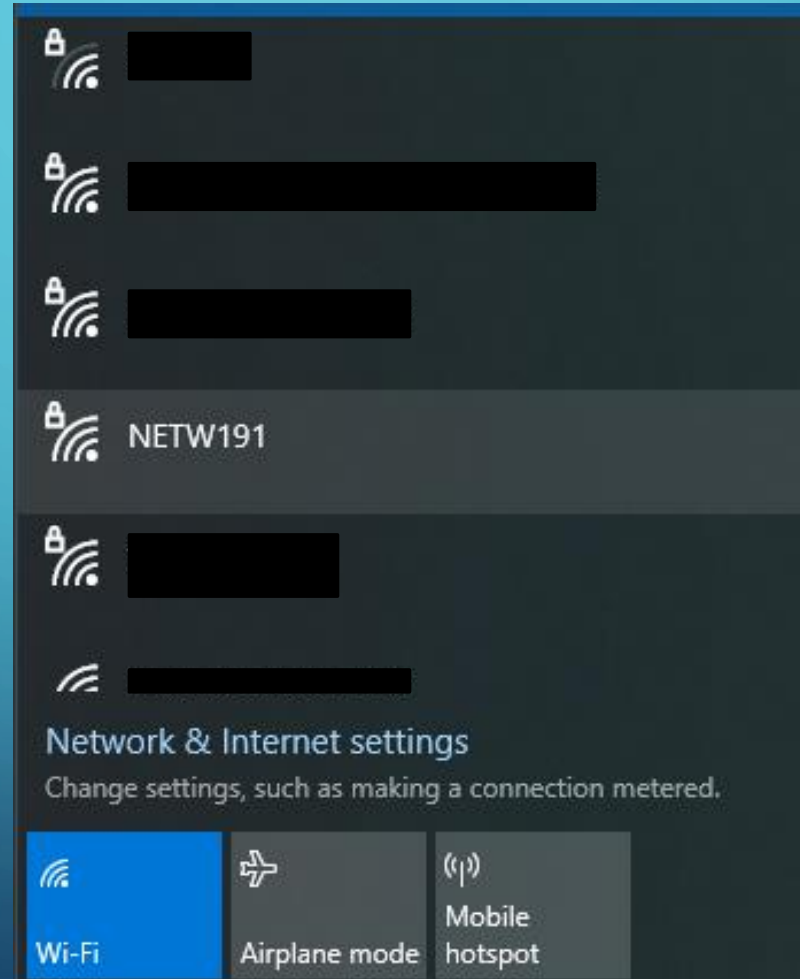 NETW191
Network & Internet settings
Change settings, such as making a connection metered.
Wi-Fi
Airplane mode
Mobile
hotspot